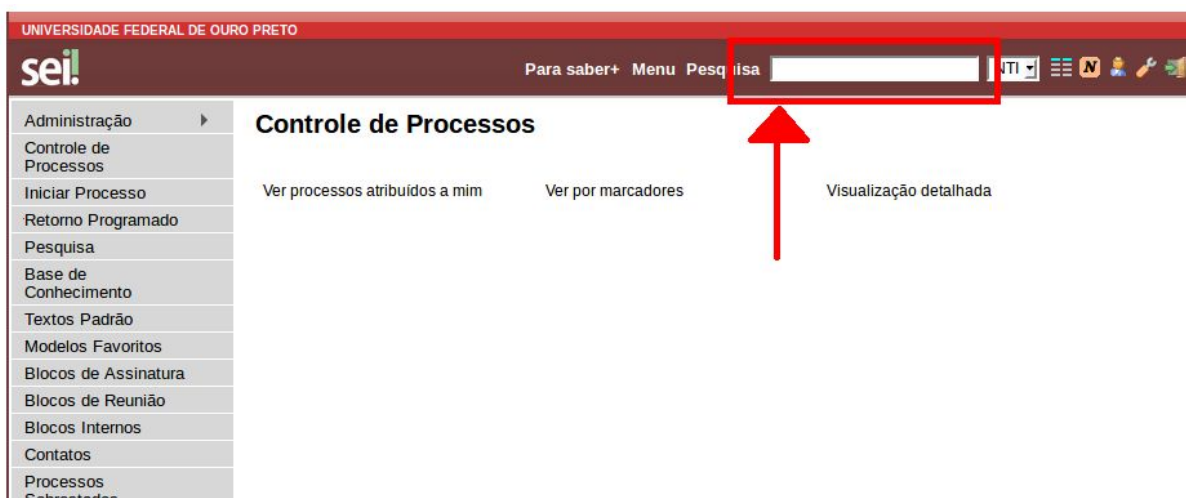 UNIVERSIDADE FEDERAL DE OURO PRETO
sei!
Para saber+ Menu Pesquisa NTI
N
Administração
Controle de
Processos
Iniciar Processo
Retorno Programado
Pesquisa
Base de
Conhecimento
Textos Padrão
Modelos Favoritos
Blocos de Assinatura
Blocos de Reunião
Blocos Internos
Contatos
Processos
Controle de Processos
Ver processos atribuídos a mim Ver por marcadores Visualização detalhada